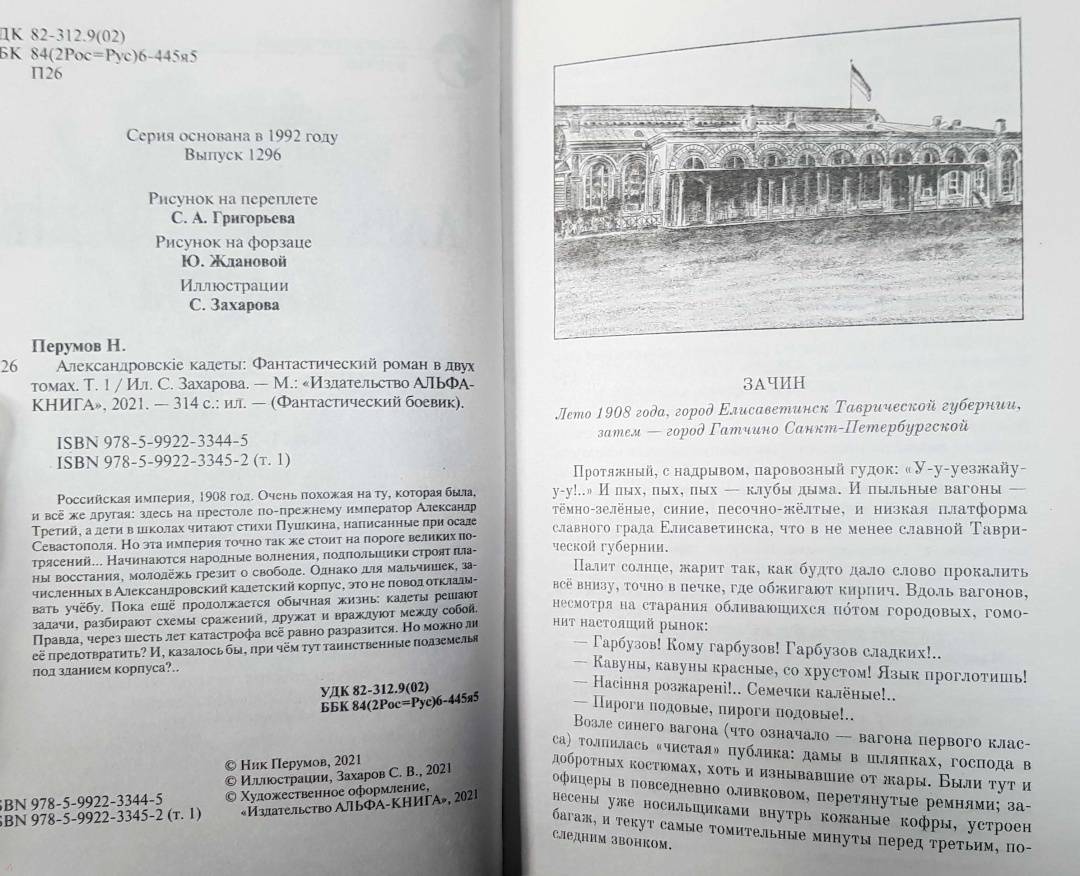 ДК 82-312.9(02)
БК 84(2Рос=Рус)6-445я5
П26
Серия основана в 1992 году
Выпуск 1296
Рисунок на переплете
С. А. Григорьева
Рисунок на форзаце
Ю. Ждановой
Иллюстрации
С. Захарова
Перумов Н.
26 Александровскіе кадеты: Фантастический роман в двух
томах. Т. 1 / Ил. С. Захарова. — М.: «Издательство АЛЬФА-
КНИГА», 2021. — 314 с.: ил. — (Фантастический боевик).
ISBN 978-5-9922-3344-5
ISBN 978-5-9922-3345-2 (т. 1)
Российская империя, 1908 год. Очень похожая на ту, которая была,
и всё же другая: здесь на престоле по-прежнему император Александр
Третий, а дети в школах читают стихи Пушкина, написанные при осаде
Севастополя. Но эта империя точно так же стоит на пороге великих по-
трясений... Начинаются народные волнения, подпольщики строят пла-
ны восстания, молодёжь грезит о свободе. Однако для мальчишек, за-
численных в Александровский кадетский корпус, это не повод отклады-
вать учёбу. Пока ещё продолжается обычная жизнь: кадеты решают
задачи, разбирают схемы сражений, дружат и враждуют между собой.
Правда, через шесть лет катастрофа всё равно разразится. Но можно ли
её предотвратить? И, казалось бы, при чём тут таинственные подземелья
под зданием корпуса?..
УДК 82-312.9(02)
ББК 84(2Рос=Рус)6-445я5
© Ник Перумов, 2021
© Иллюстрации, Захаров С. В., 2021
© Художественное оформление,
«Издательство АЛЬФА-КНИГА», 2021
SBN 978-5-9922-3344-5
SBN 978-5-9922-3345-2 (т. 1)
ЗАЧИН
Лето 1908 года, город Елисаветинск Таврической губернии,
затем — город Гатчино Санкт-Петербургской
Протяжный, с надрывом, паровозный гудок: «У-у-уезжайу-
у-у!..» И пых, пых, пых — клубы дыма. И пыльные вагоны —
тёмно-зелёные, синие, песочно-жёлтые, и низкая платформа
славного града Елисаветинска, что в не менее славной Таври-
ческой губернии.
Палит солнце, жарит так, как будто дало слово прокалить
всё внизу, точно в печке, где обжигают кирпич. Вдоль вагонов,
несмотря на старания обливающихся по́том городовых, гомо-
нит настоящий рынок:
— Гарбузов! Кому гарбузов! Гарбузов сладких!..
— Кавуны, кавуны красные, со хрустом! Язык проглотишь!
— Насіння розжарені!.. Семечки калёные!..
— Пироги подовые, пироги подовые!..
Возле синего вагона (что означало — вагона первого клас-
са) толпилась «чистая» публика: дамы в шляпках, господа в
добротных костюмах, хоть и изнывавшие от жары. Были тут и
офицеры в повседневно оливковом, перетянутые ремнями; за-
несены уже носильщиками внутрь кожаные кофры, устроен
багаж, и текут самые томительные минуты перед третьим, по-
следним звонком.